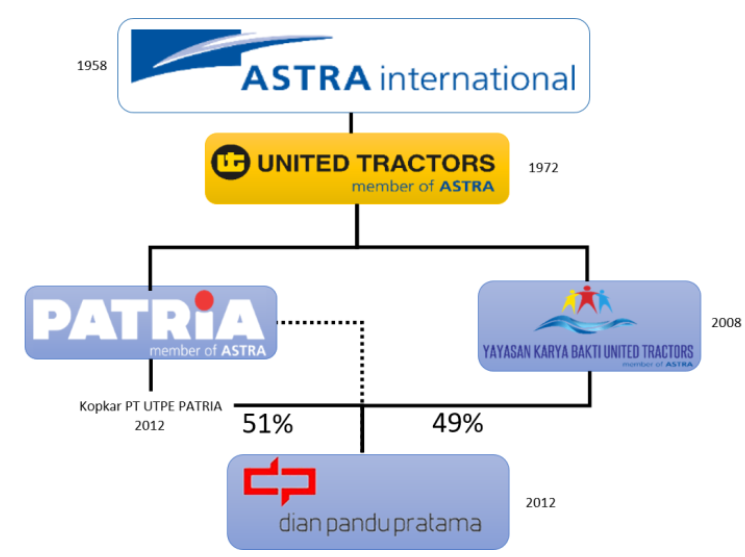 1958
ASTRA international
UNITED TRACTORS
member of ASTRA
1972
PATRIA
member of ASTRA
YAYASAN KARYA BAKTI UNITED TRACTORS
member of ASTRA
2008
Kopkar PT UTPE PATRIA
2012
51%
49%
dian pandu pratama
2012